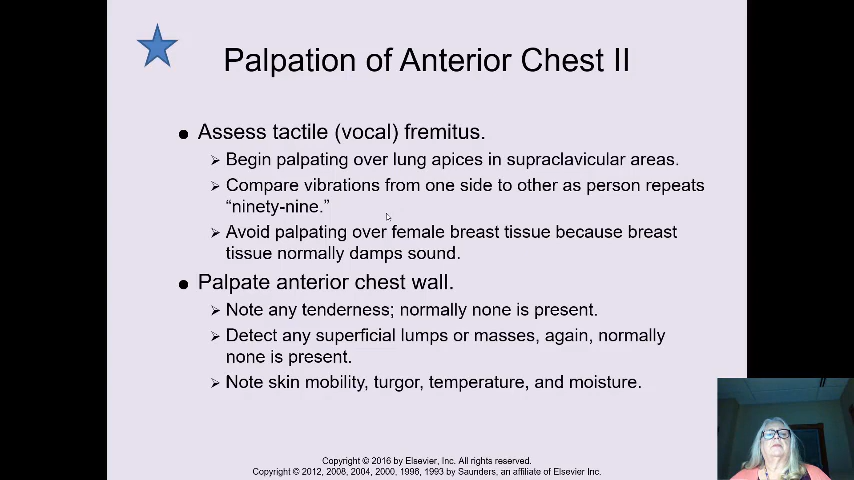 Palpation of Anterior Chest II
● Assess tactile (vocal) fremitus.
➢ Begin palpating over lung apices in supraclavicular areas.
➢ Compare vibrations from one side to other as person repeats
“ninety-nine.”
➢ Avoid palpating over female breast tissue because breast
tissue normally damps sound.
● Palpate anterior chest wall.
➢ Note any tenderness; normally none is present.
➢ Detect any superficial lumps or masses, again, normally
none is present.
➢ Note skin mobility, turgor, temperature, and moisture.
Copyright © 2016 by Elsevier, Inc. All rights reserved.
Copyright © 2012, 2008, 2004, 2000, 1996, 1993 by Saunders, an affiliate of Elsevier Inc.